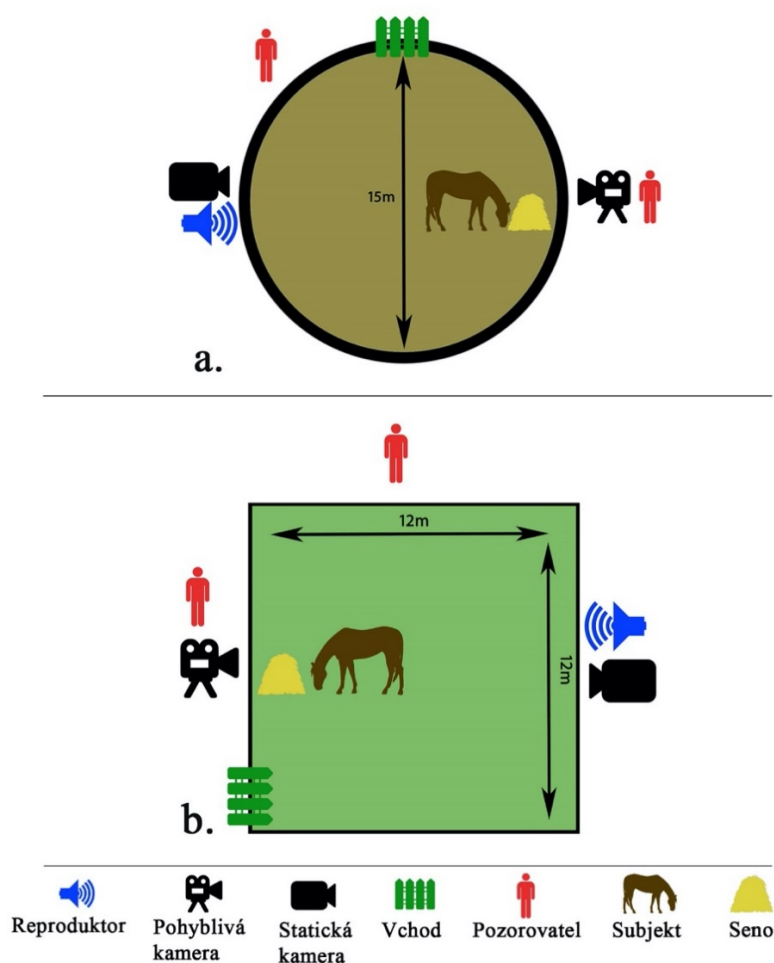 15m
a.
12m
12m
b.
Reproduktor
Pohyblivá
kamera
Statická
kamera
Vchod
Pozorovatel
Subjekt
Seno